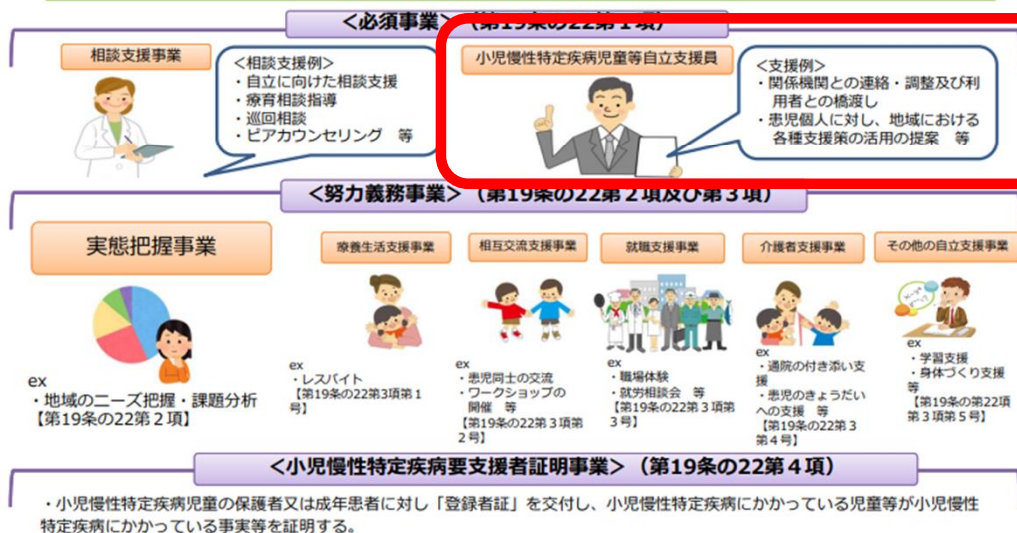 <必須事業>（第19条の22第１項）
相談支援事業
<相談支援例>
・自立に向けた相談支援
・療育相談指導
・巡回相談
・ピアカウンセリング　等
小児慢性特定疾病児童等自立支援員
<支援例>
・関係機関との連絡・調整及び利
用者との橋渡し
・患児個人に対し、地域における
各種支援策の活用の提案　等
<努力義務事業>（第19条の22第２項及び第３項）
実態把握事業
ex
・地域のニーズ把握・課題分析
【第19条の22第２項】
療養生活支援事業
ex
・レスパイト
【第19条の22第3項第１
号】
相互交流支援事業
ex
・患児同士の交流
・ワークショップの
開催　等
【第19条の22第３項第
２号】
就職支援事業
ex
・職場体験
・就労相談会　等
【第19条の22第３項第
３号】
介護者支援事業
ex
・通院の付き添い支
援
・患児のきょうだい
への支援　等
【第19条の22第３
第４号】
その他の自立支援事業
ex
・学習支援
・身体づくり支援
等
【第19条の第22項
第３項第５号】
<小児慢性特定疾病要支援者証明事業>（第19条の22第４項）
・小児慢性特定疾病児童の保護者又は成年患者に対し「登録者証」を交付し、小児慢性特定疾病にかかっている児童等が小児慢性
特定疾病にかかっている事実等を証明する。